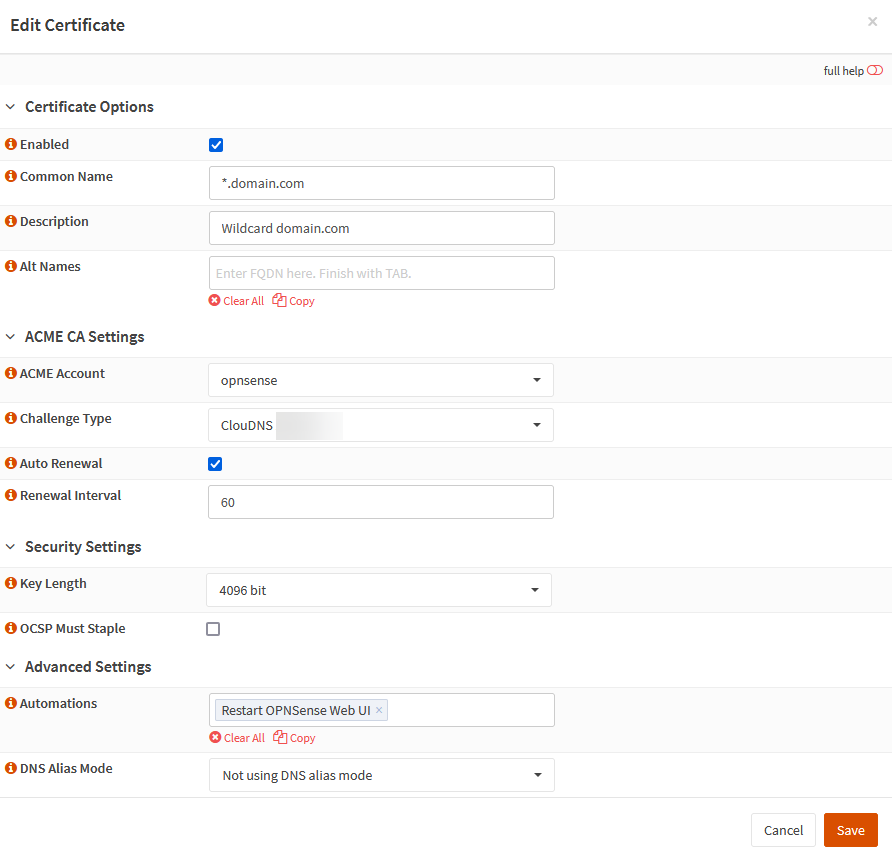 Edit Certificate
×
full help
Certificate Options
Enabled
Common Name
*.domain.com
Description
Wildcard domain.com
Alt Names
Enter FQDN here. Finish with TAB.
Clear All Copy
ACME CA Settings
ACME Account
opnsense
Challenge Type
ClouDNS
Auto Renewal
Renewal Interval
60
Security Settings
Key Length
4096 bit
OCSP Must Staple
Advanced Settings
Automations
Restart OPNSense Web UI ×
Clear All Copy
DNS Alias Mode
Not using DNS alias mode
Cancel Save